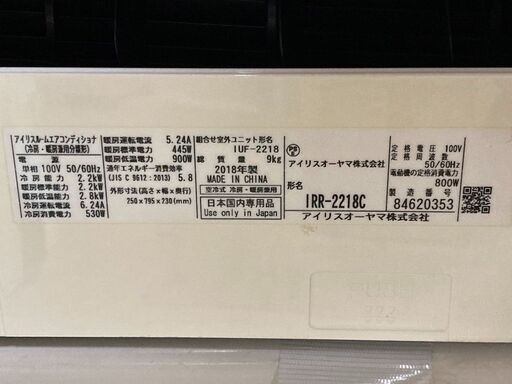 アイリスルームエアコンディショナ
(冷房・暖房兼用分離形)
電源
単相 100V 50/60Hz
冷房能力 2.2kW
暖房標準能力 2.2kW
暖房低温能力 2.8kW
冷房運転電流 6.24A
冷房消費電力 530W
暖房運転電流 5.24A
暖房標準電力 445W
暖房低温電力 900W
通年エネルギー消費効率
(JIS C 9612:2013) 5.8
外形寸法(高さ×幅×奥行)
250×795×230(mm)
組合せ室外ユニット形名
IUF-2218
総質量 9kg
2018年製
MADE IN CHINA
空冷式 冷房・暖房兼用
日本国内専用品
Use only in Japan
PS E
アイリスオーヤマ株式会社
形名
IRR-2218C
アイリスオーヤマ株式会社
定格電圧 100V
定格周波数
50/60Hz
電動機の定格消費電力
800W
製造番号
84620353